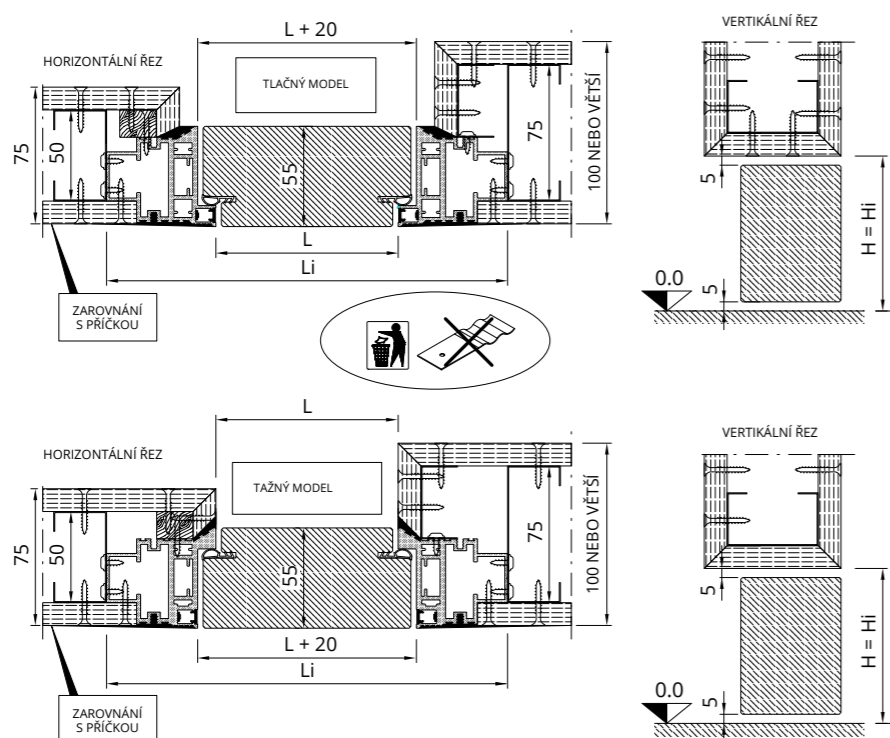 L + 20
VERTIKÁLNÍ ŘEZ
HORIZONTÁLNÍ ŘEZ
TLAČNÝ MODEL
75
50
55
75
100 NEBO VĚTŠÍ
5
H = Hi
L
Li
5
0.0
ZAROVNÁNÍ
S PŘÍČKOU
L
VERTIKÁLNÍ ŘEZ
HORIZONTÁLNÍ ŘEZ
TAŽNÝ MODEL
75
50
55
75
100 NEBO VĚTŠÍ
5
H = Hi
L + 20
Li
5
0.0
ZAROVNÁNÍ
S PŘÍČKOU